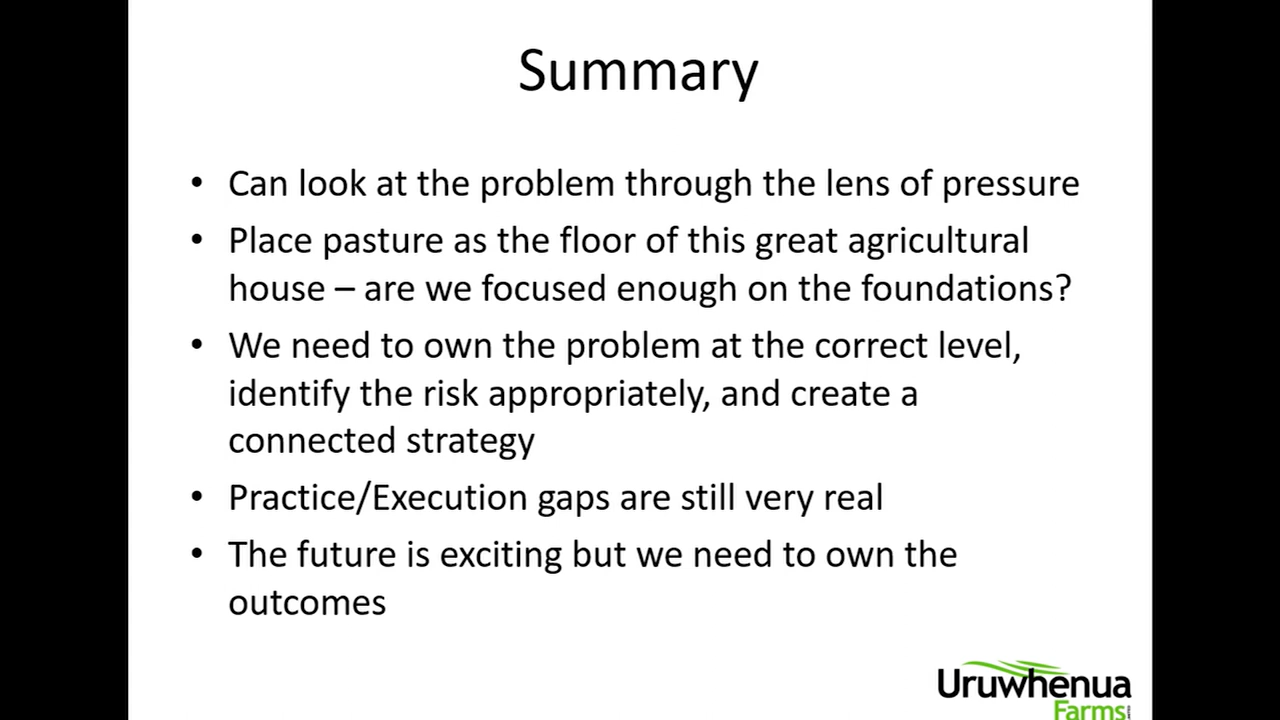 Summary
• Can look at the problem through the lens of pressure
• Place pasture as the floor of this great agricultural
house – are we focused enough on the foundations?
• We need to own the problem at the correct level,
identify the risk appropriately, and create a
connected strategy
• Practice/Execution gaps are still very real
• The future is exciting but we need to own the
outcomes
Uruwhenua
Farms